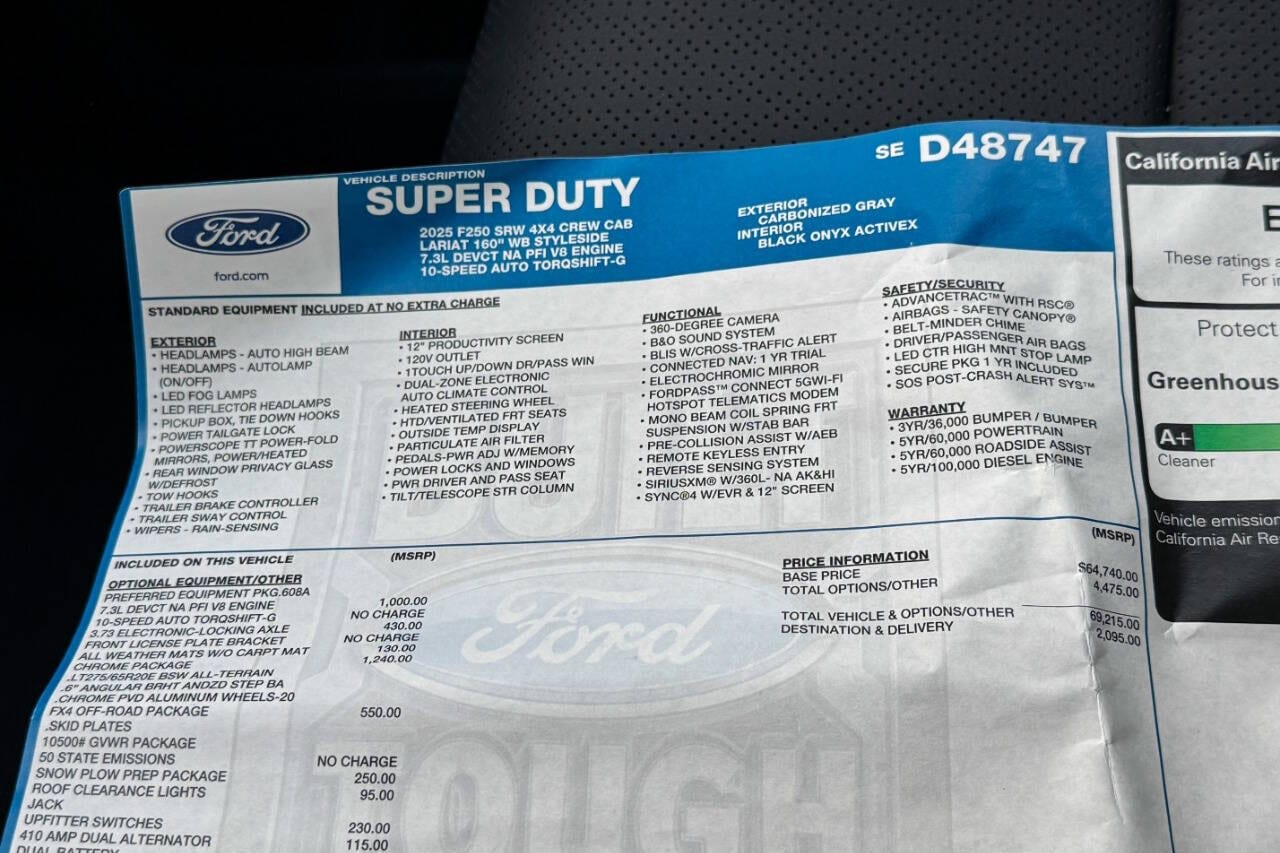 Ford
ford.com
VEHICLE DESCRIPTION
SUPER DUTY
2025 F250 SRW 4X4 CREW CAB
LARIAT 160" WB STYLESIDE
7.3L DEVCT NA PFI V8 ENGINE
10-SPEED AUTO TORQSHIFT-G
EXTERIOR
CARBONIZED GRAY
INTERIOR
BLACK ONYX ACTIVEX
SE D48747
STANDARD EQUIPMENT INCLUDED AT NO EXTRA CHARGE
EXTERIOR
• HEADLAMPS - AUTO HIGH BEAM
• HEADLAMPS - AUTOLAMP
(ON/OFF)
• LED FOG LAMPS
• LED REFLECTOR HEADLAMPS
• PICKUP BOX, TIE DOWN HOOKS
• POWER TAILGATE LOCK
• POWERSCOPE TT POWER-FOLD
MIRRORS, POWER/HEATED
• REAR WINDOW PRIVACY GLASS
W/DEFROST
• TOW HOOKS
• TRAILER BRAKE CONTROLLER
• TRAILER SWAY CONTROL
• WIPERS - RAIN-SENSING
INTERIOR
• 12" PRODUCTIVITY SCREEN
• 120V OUTLET
• 1TOUCH UP/DOWN DR/PASS WIN
• DUAL-ZONE ELECTRONIC
AUTO CLIMATE CONTROL
• HEATED STEERING WHEEL
• HTD/VENTILATED FRT SEATS
• OUTSIDE TEMP DISPLAY
• PARTICULATE AIR FILTER
• PEDALS-PWR ADJ W/MEMORY
• POWER LOCKS AND WINDOWS
• PWR DRIVER AND PASS SEAT
• TILT/TELESCOPE STR COLUMN
FUNCTIONAL
• 360-DEGREE CAMERA
• B&O SOUND SYSTEM
• BLIS W/CROSS-TRAFFIC ALERT
• CONNECTED NAV: 1 YR TRIAL
• ELECTROCHROMIC MIRROR
• FORDPASS™ CONNECT 5GWI-FI
HOTSPOT TELEMATICS MODEM
• MONO BEAM COIL SPRING FRT
SUSPENSION W/STAB BAR
• PRE-COLLISION ASSIST W/AEB
• REMOTE KEYLESS ENTRY
• REVERSE SENSING SYSTEM
• SIRIUSXM® W/360L- NA AK&HI
• SYNC®4 W/EVR & 12" SCREEN
SAFETY/SECURITY
• ADVANCETRAC™ WITH RSC®
• AIRBAGS - SAFETY CANOPY®
• BELT-MINDER CHIME
• DRIVER/PASSENGER AIR BAGS
• LED CTR HIGH MNT STOP LAMP
• SECURE PKG 1 YR INCLUDED
• SOS POST-CRASH ALERT SYS™
WARRANTY
• 3YR/36,000 BUMPER / BUMPER
• 5YR/60,000 POWERTRAIN
• 5YR/60,000 ROADSIDE ASSIST
• 5YR/100,000 DIESEL ENGINE
INCLUDED ON THIS VEHICLE (MSRP)
OPTIONAL EQUIPMENT/OTHER
PREFERRED EQUIPMENT PKG.608A
7.3L DEVCT NA PFI V8 ENGINE 1,000.00
10-SPEED AUTO TORQSHIFT-G NO CHARGE
3.73 ELECTRONIC-LOCKING AXLE 430.00
FRONT LICENSE PLATE BRACKET NO CHARGE
ALL WEATHER MATS W/O CARPT MAT 130.00
CHROME PACKAGE 1,240.00
.LT275/65R20E BSW ALL-TERRAIN
.6" ANGULAR BRHT ANDZD STEP BA
.CHROME PVD ALUMINUM WHEELS-20
FX4 OFF-ROAD PACKAGE 550.00
.SKID PLATES
10500# GVWR PACKAGE
50 STATE EMISSIONS NO CHARGE
SNOW PLOW PREP PACKAGE 250.00
ROOF CLEARANCE LIGHTS 95.00
JACK
UPFITTER SWITCHES 230.00
410 AMP DUAL ALTERNATOR 115.00
DUAL BATTERY
PRICE INFORMATION (MSRP)
BASE PRICE $64,740.00
TOTAL OPTIONS/OTHER 4,475.00
TOTAL VEHICLE & OPTIONS/OTHER 69,215.00
DESTINATION & DELIVERY 2,095.00
BUILT
Ford
TOUGH
California Air
E
These ratings a
For in
Protect
Greenhous
A+
Cleaner
Vehicle emission
California Air Re